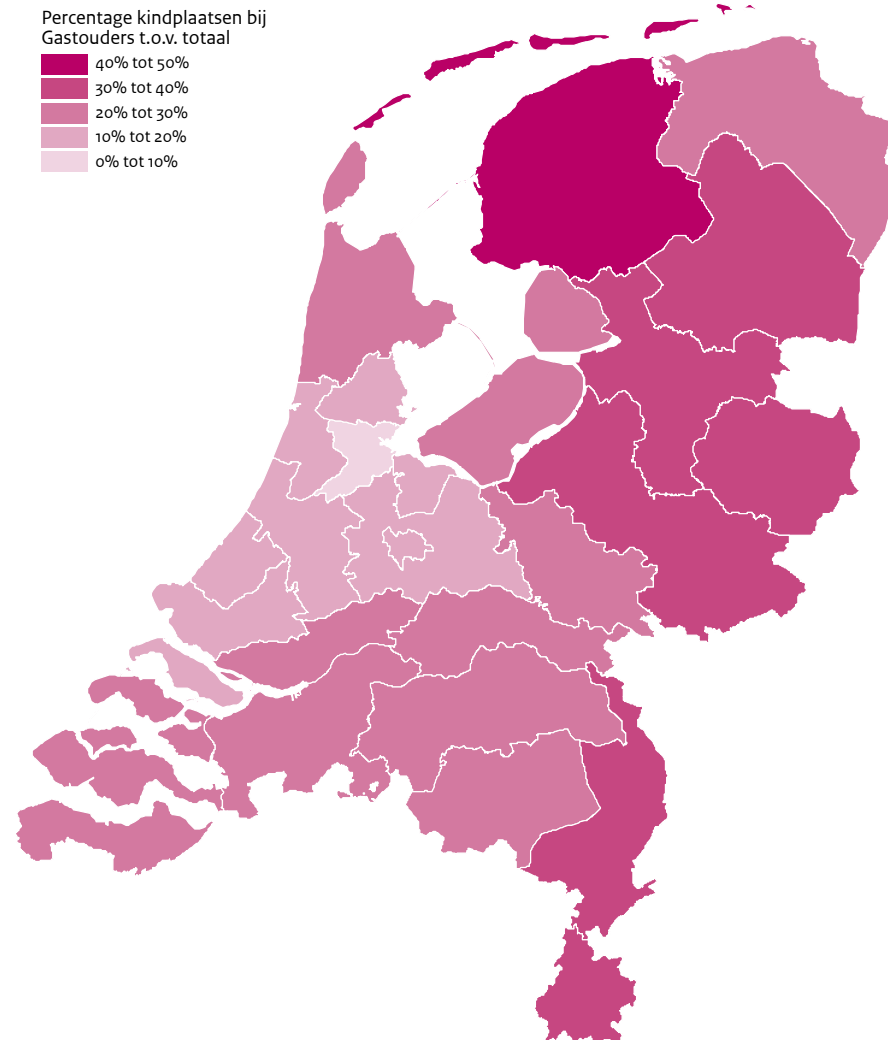 Percentage kindplaatsen bij
Gastouders t.o.v. totaal
40% tot 50%
30% tot 40%
20% tot 30%
10% tot 20%
0% tot 10%